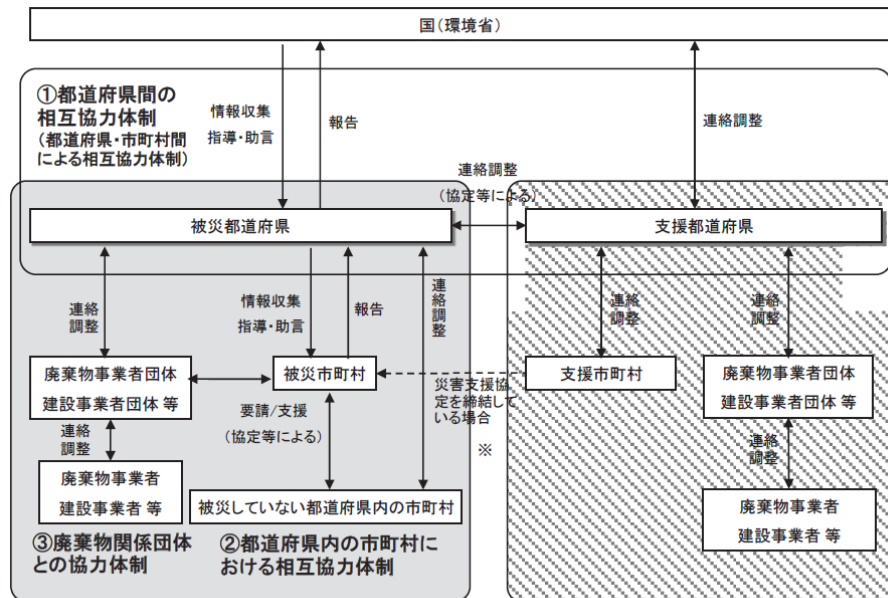 国(環境省)
①都道府県間の
相互協力体制
(都道府県・市町村間
による相互協力体制)
情報収集
指導・助言
報告
連絡調整
連絡調整
(協定等による)
被災都道府県
支援都道府県
連絡
調整
情報収集
指導・助言
報告
連絡
調整
連絡
調整
連絡
調整
廃棄物事業者団体
建設事業者団体 等
被災市町村
災害支援協
定を締結して
いる場合
支援市町村
廃棄物事業者団体
建設事業者団体 等
要請/支援
(協定等による)
連絡
調整
※
連絡
調整
廃棄物事業者
建設事業者 等
被災していない都道府県内の市町村
廃棄物事業者
建設事業者 等
③廃棄物関係団体
との協力体制
②都道府県内の市町村に
おける相互協力体制